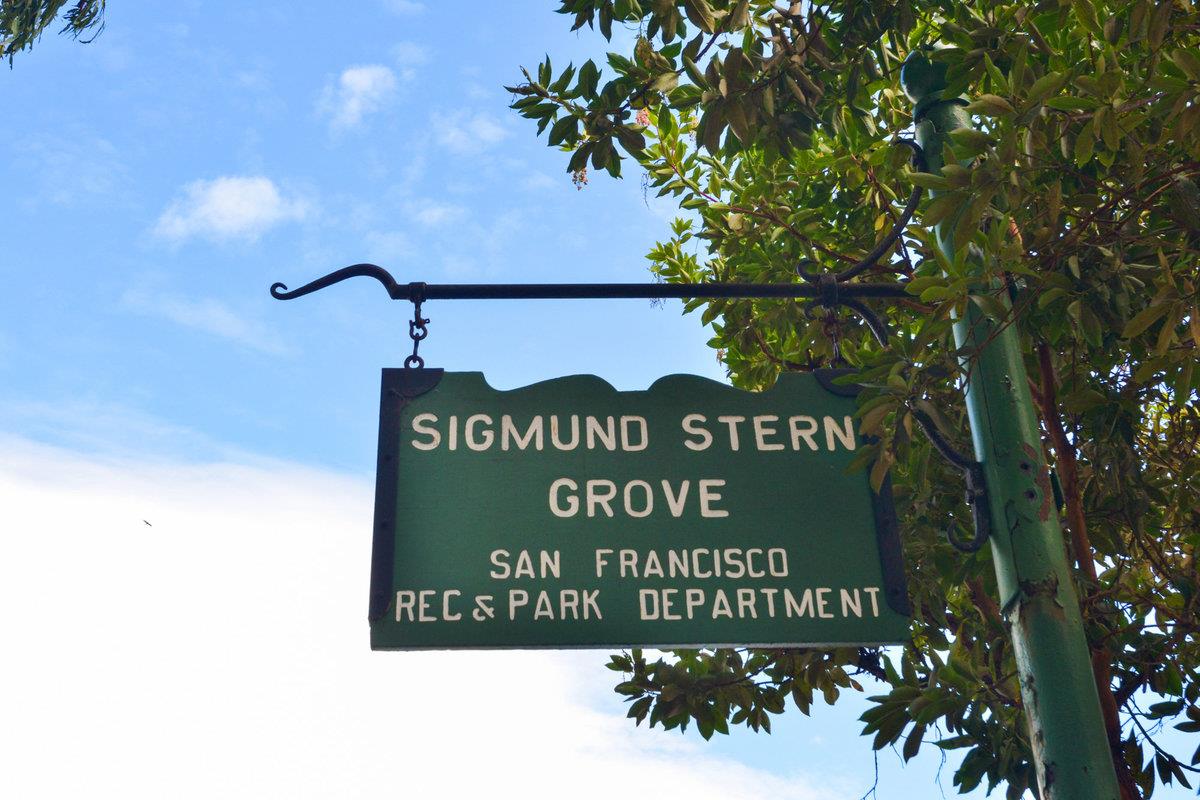 SIGMUND STERN
GROVE
SAN FRANCISCO
REC & PARK DEPARTMENT